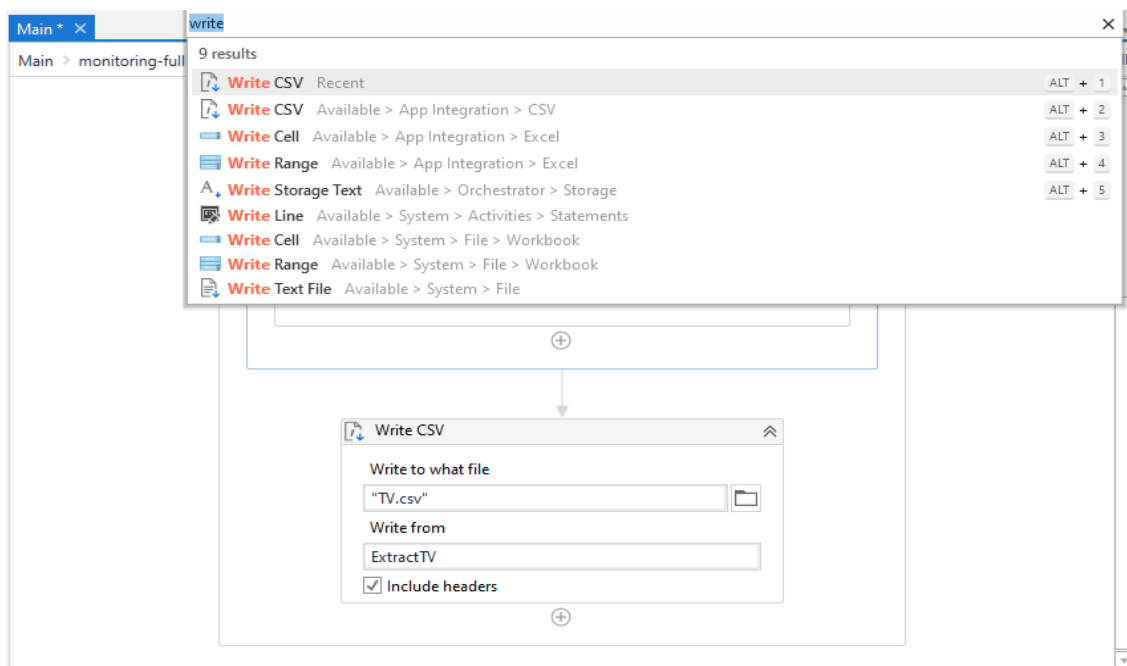 Main * ×
write
Main > monitoring-full
9 results
Write CSV Recent ALT + 1
Write CSV Available > App Integration > CSV ALT + 2
Write Cell Available > App Integration > Excel ALT + 3
Write Range Available > App Integration > Excel ALT + 4
Write Storage Text Available > Orchestrator > Storage ALT + 5
Write Line Available > System > Activities > Statements
Write Cell Available > System > File > Workbook
Write Range Available > System > File > Workbook
Write Text File Available > System > File
Write CSV
Write to what file
"TV.csv"
Write from
ExtractTV
Include headers